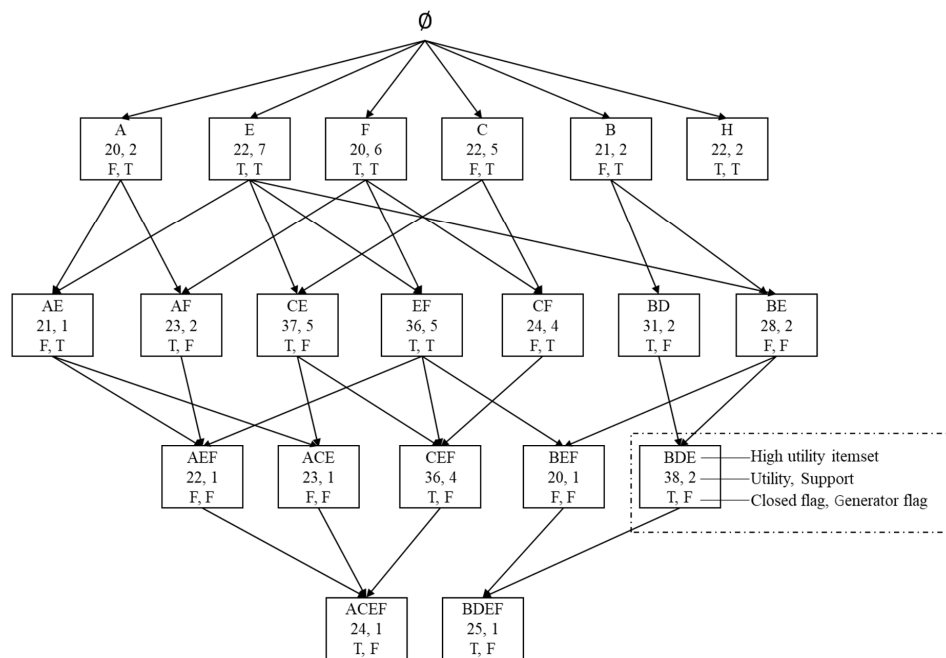 Ø
A
20, 2
F, T
E
22, 7
T, T
F
20, 6
T, T
C
22, 5
F, T
B
21, 2
F, T
H
22, 2
T, T
AE
21, 1
F, T
AF
23, 2
T, F
CE
37, 5
T, F
EF
36, 5
T, T
CF
24, 4
F, T
BD
31, 2
T, F
BE
28, 2
F, F
AEF
22, 1
F, F
ACE
23, 1
F, F
CEF
36, 4
T, F
BEF
20, 1
F, F
BDE
38, 2
T, F
High utility itemset
Utility, Support
Closed flag, Generator flag
ACEF
24, 1
T, F
BDEF
25, 1
T, F